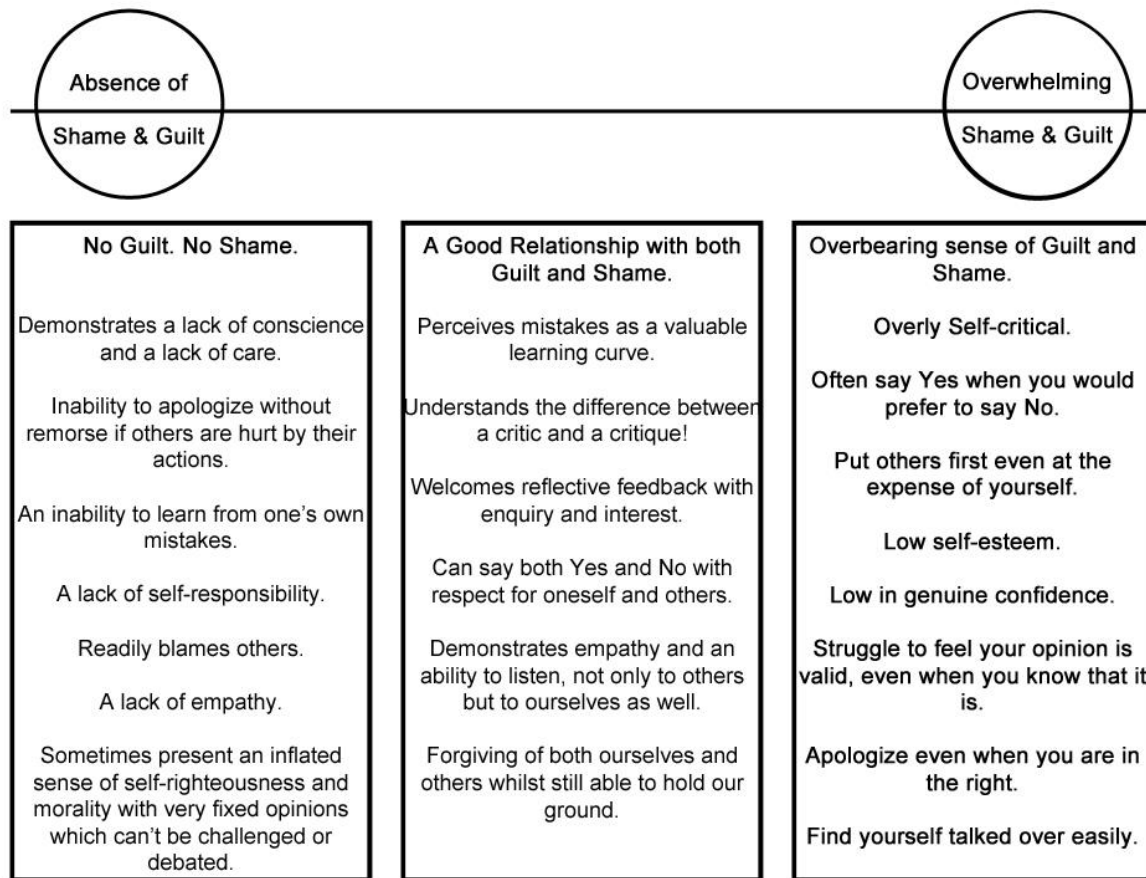 Absence of
Shame & Guilt
Overwhelming
Shame & Guilt
No Guilt. No Shame.
Demonstrates a lack of conscience
and a lack of care.
Inability to apologize without
remorse if others are hurt by their
actions.
An inability to learn from one's own
mistakes.
A lack of self-responsibility.
Readily blames others.
A lack of empathy.
Sometimes present an inflated
sense of self-righteousness and
morality with very fixed opinions
which can't be challenged or
debated.
A Good Relationship with both
Guilt and Shame.
Perceives mistakes as a valuable
learning curve.
Understands the difference between
a critic and a critique!
Welcomes reflective feedback with
enquiry and interest.
Can say both Yes and No with
respect for oneself and others.
Demonstrates empathy and an
ability to listen, not only to others
but to ourselves as well.
Forgiving of both ourselves and
others whilst still able to hold our
ground.
Overbearing sense of Guilt and
Shame.
Overly Self-critical.
Often say Yes when you would
prefer to say No.
Put others first even at the
expense of yourself.
Low self-esteem.
Low in genuine confidence.
Struggle to feel your opinion is
valid, even when you know that it
is.
Apologize even when you are in
the right.
Find yourself talked over easily.